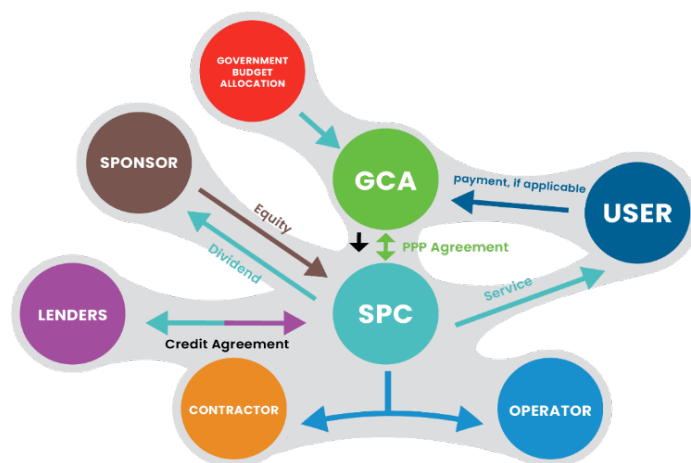 GOVERNMENT
BUDGET
ALLOCATION
SPONSOR
GCA
payment, if applicable
USER
Equity
Dividend
PPP Agreement
LENDERS
SPC
Service
Credit Agreement
CONTRACTOR
OPERATOR